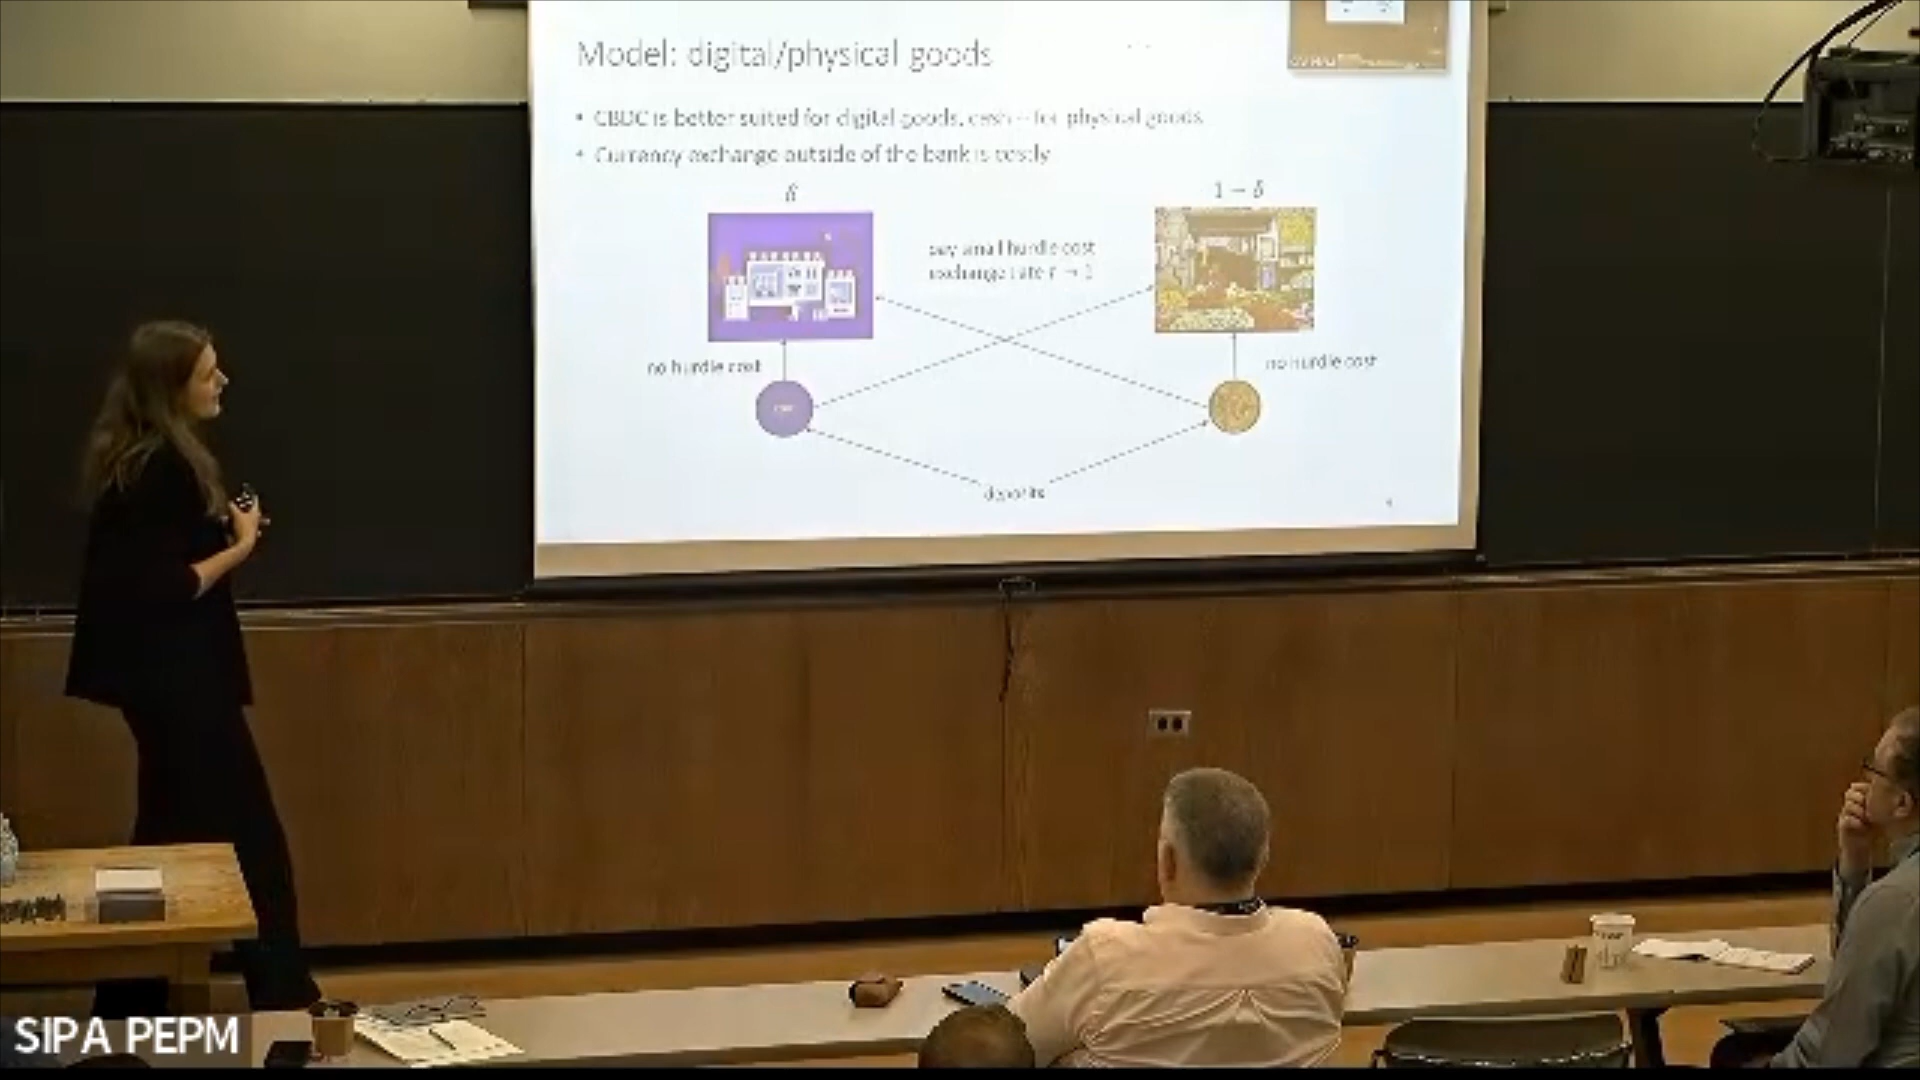 Model: digital/physical goods
• CBDC is better suited for digital goods, cash – for physical goods
• Currency exchange outside of the bank is costly
δ
1 − δ
pay small hurdle cost
exchange rate r → 1
no hurdle cost
no hurdle cost
deposits
SIPA PEPM